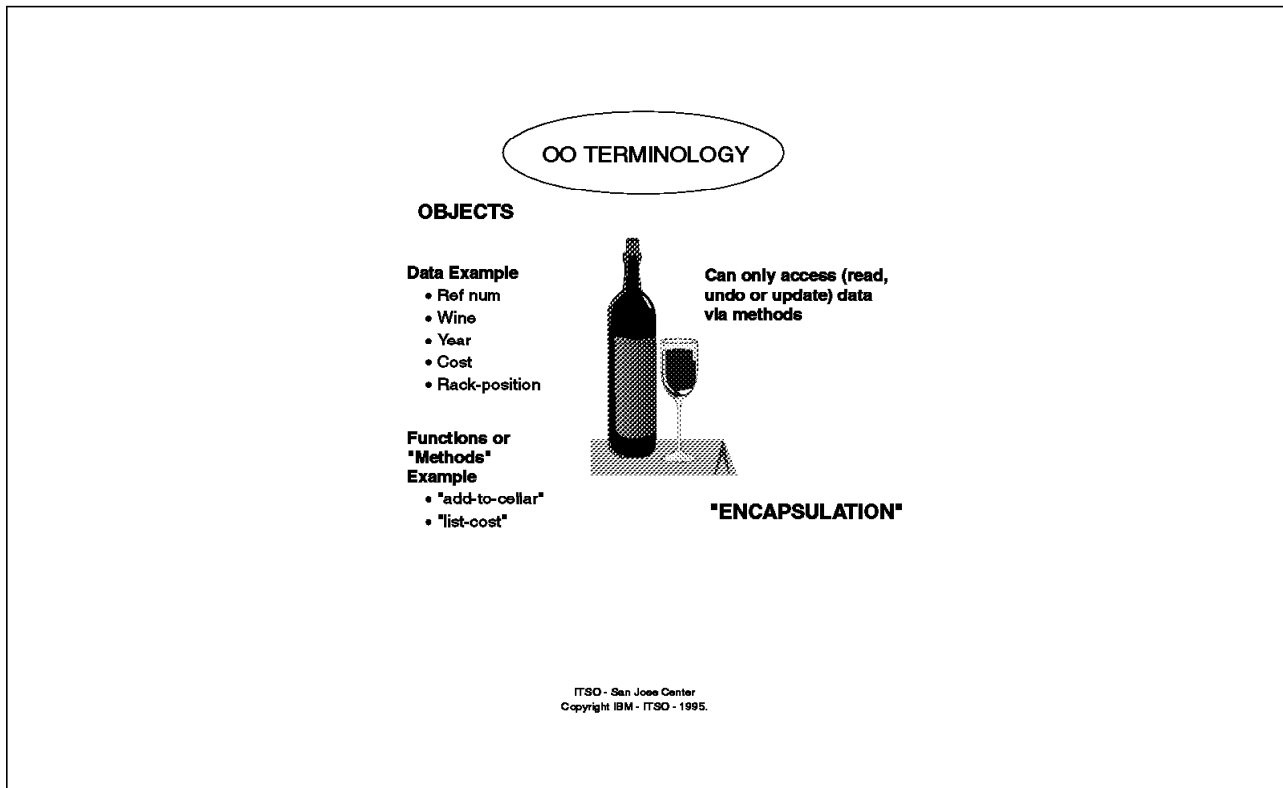 OO TERMINOLOGY
OBJECTS
Data Example
• Ref num
• Wine
• Year
• Cost
• Rack-position
Functions or
"Methods"
Example
• "add-to-cellar"
• "list-cost"
Can only access (read,
undo or update) data
via methods
"ENCAPSULATION"
ITSO - San Jose Center
Copyright IBM - ITSO - 1995.